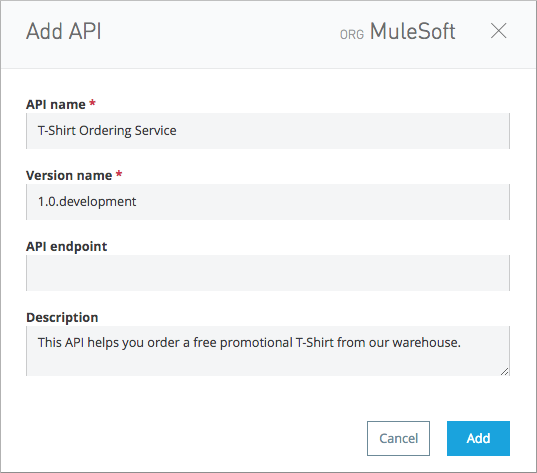 Add API
ORG MuleSoft
API name *
T-Shirt Ordering Service
Version name *
1.0.development
API endpoint
Description
This API helps you order a free promotional T-Shirt from our warehouse.
Cancel
Add